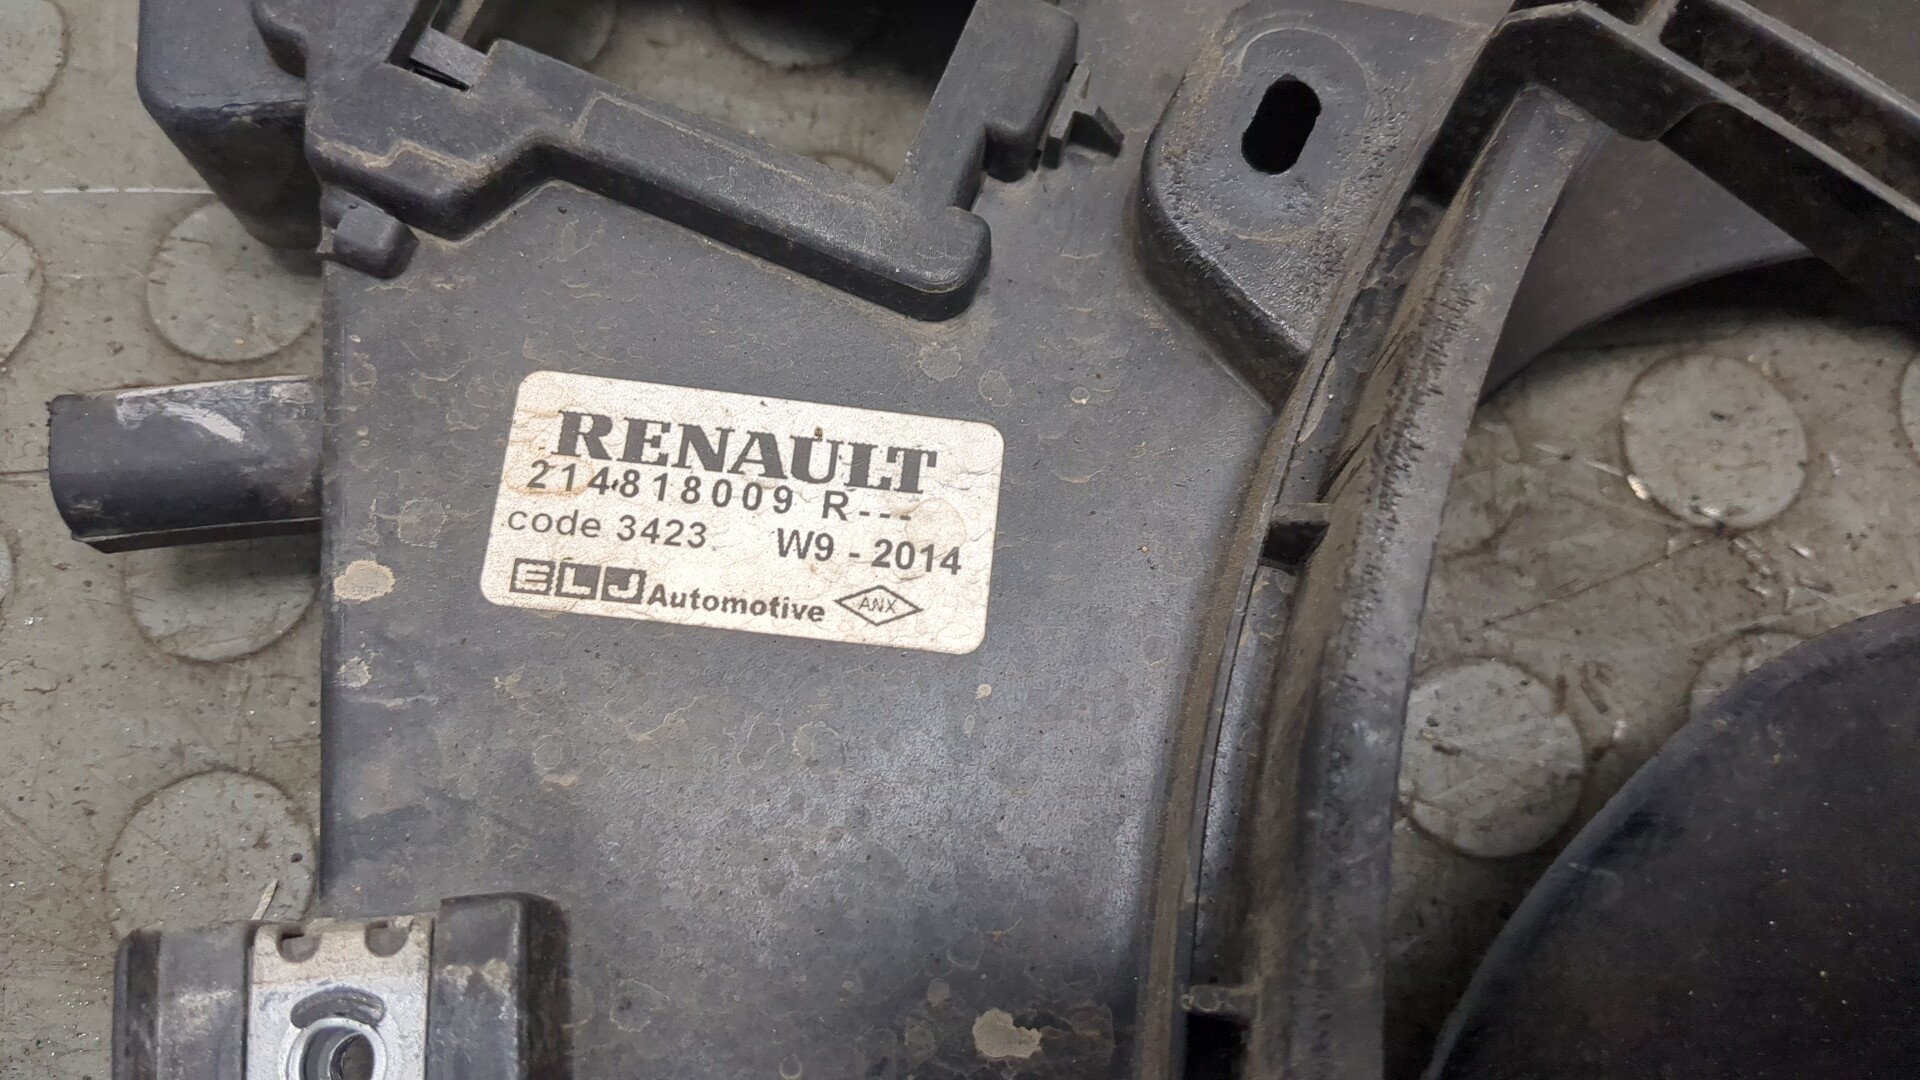 RENAULT
214818009 R---
code 3423 W9 - 2014
ELJ Automotive ANX